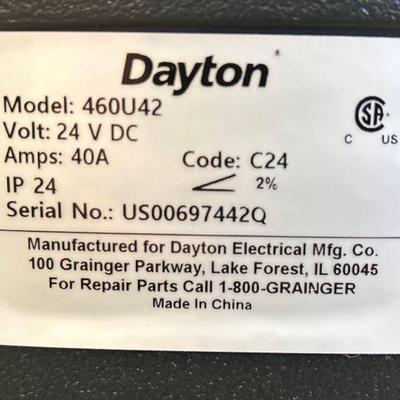 Dayton
Model: 460U42
Volt: 24 V DC
Amps: 40A Code: C24
IP 24 2%
Serial No.: US00697442Q
SA
C US
Manufactured for Dayton Electrical Mfg. Co.
100 Grainger Parkway, Lake Forest, IL 60045
For Repair Parts Call 1-800-GRAINGER
Made In China